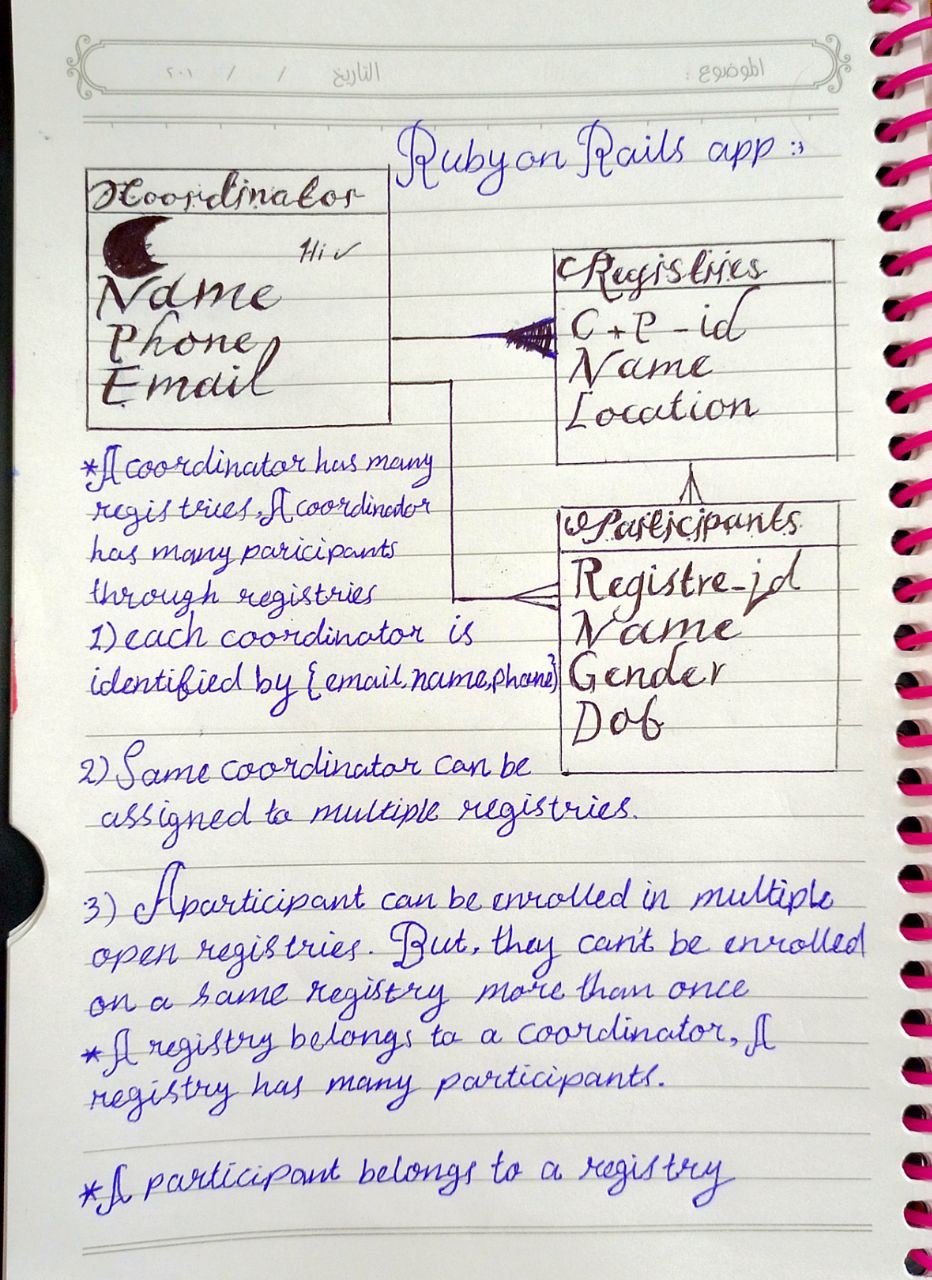 الموضوع : التاريخ / / ٢٠١
Ruby on Rails app :)
Coordinator
Hi ✓
Name
Phone
Email
Registries
C + P - id
Name
Location
Participants
Registre_id
Name
Gender
Dob
*A coordinator has many
registries, A coordinator
has many paricipants
through registries
1) each coordinator is
identified by {email, name, phone}
2) Same coordinator can be
assigned to multiple registries.
3) A participant can be enrolled in multiple
open registries. But, they can't be enrolled
on a same registry more than once
*A registry belongs to a coordinator, A
registry has many participants.
*A participant belongs to a registry